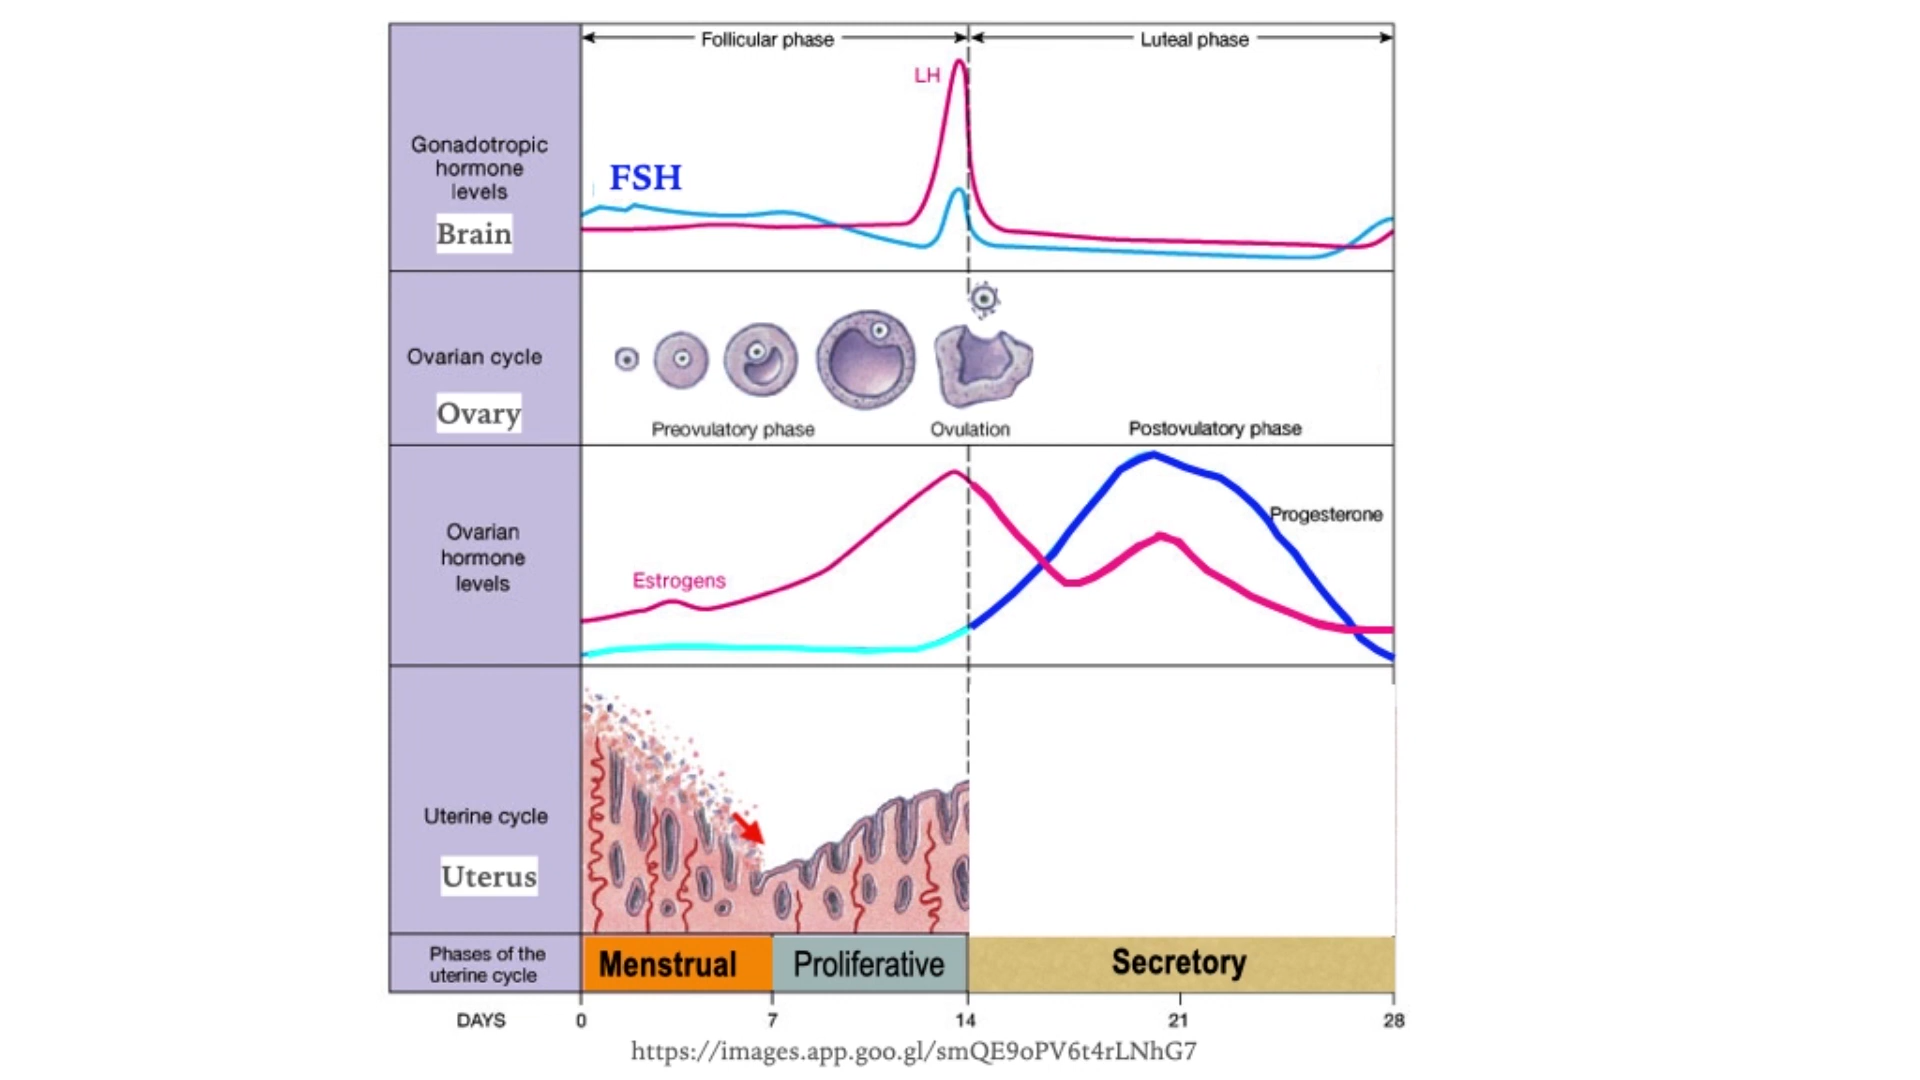 Follicular phase
Luteal phase
LH
Gonadotropic
hormone
levels
Brain
FSH
Ovarian cycle
Ovary
Preovulatory phase
Ovulation
Postovulatory phase
Ovarian
hormone
levels
Estrogens
Progesterone
Uterine cycle
Uterus
Phases of the
uterine cycle
Menstrual
Proliferative
Secretory
DAYS 0 7 14 21 28
https://images.app.goo.gl/smQE9oPV6t4rLNhG7